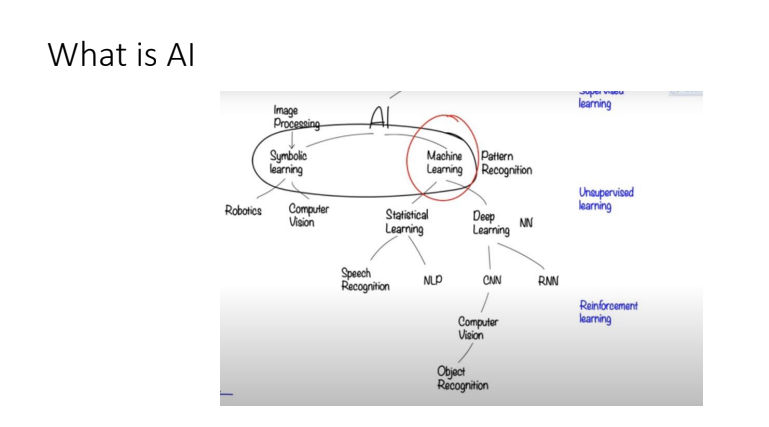 What is AI
Supervised
learning
Image
Processing
AI
Symbolic
learning
Machine
Learning
Pattern
Recognition
Unsupervised
learning
Robotics
Computer
Vision
Statistical
Learning
Deep
Learning
NN
Speech
Recognition
NLP
CNN
RNN
Reinforcement
learning
Computer
Vision
Object
Recognition